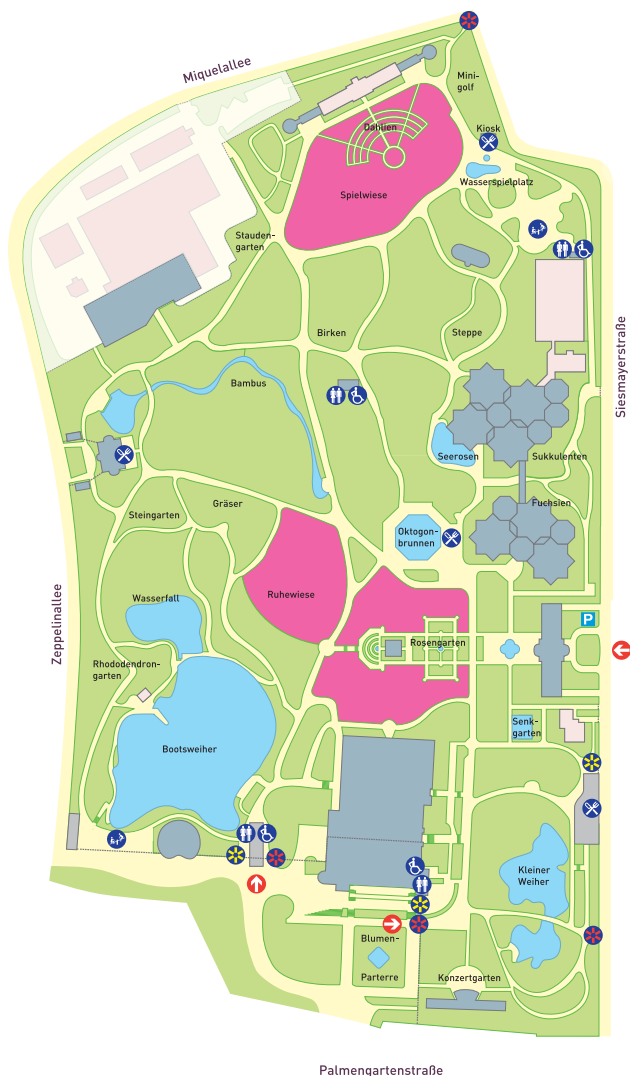 Miquelallee
Mini-
golf
Dahlien
Kiosk
Wasserspielplatz
Spielwiese
Stauden-
garten
Birken
Steppe
Siesmayerstraße
Bambus
Seerosen
Sukkulenten
Gräser
Fuchsien
Steingarten
Oktogon-
brunnen
Zeppelinallee
Wasserfall
Ruhewiese
P
Rosengarten
Rhododendron-
garten
Senk-
garten
Bootsweiher
Kleiner
Weiher
Blumen-
Parterre
Konzertgarten
Palmengartenstraße